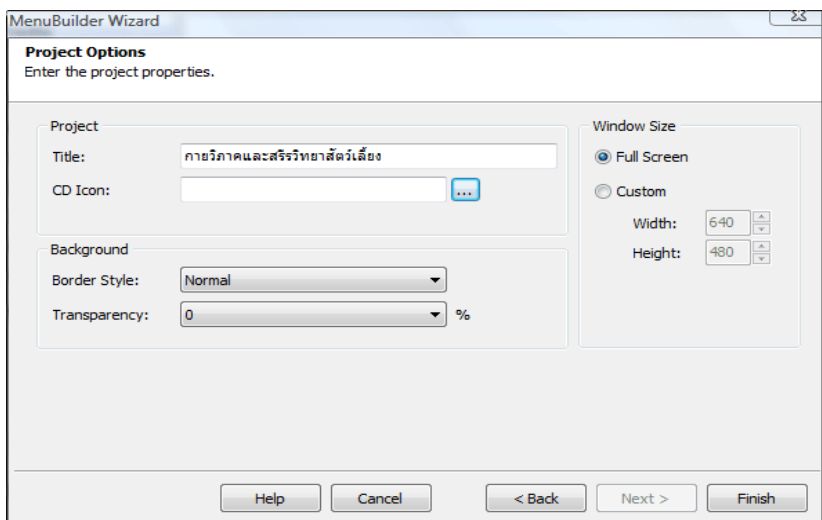 MenuBuilder Wizard
Project Options
Enter the project properties.
Project
Title: กายวิภาคและสรีรวิทยาสัตว์เลี้ยง
CD Icon: ...
Background
Border Style: Normal
Transparency: 0 %
Window Size
Full Screen
Custom
Width: 640
Height: 480
Help Cancel < Back Next > Finish